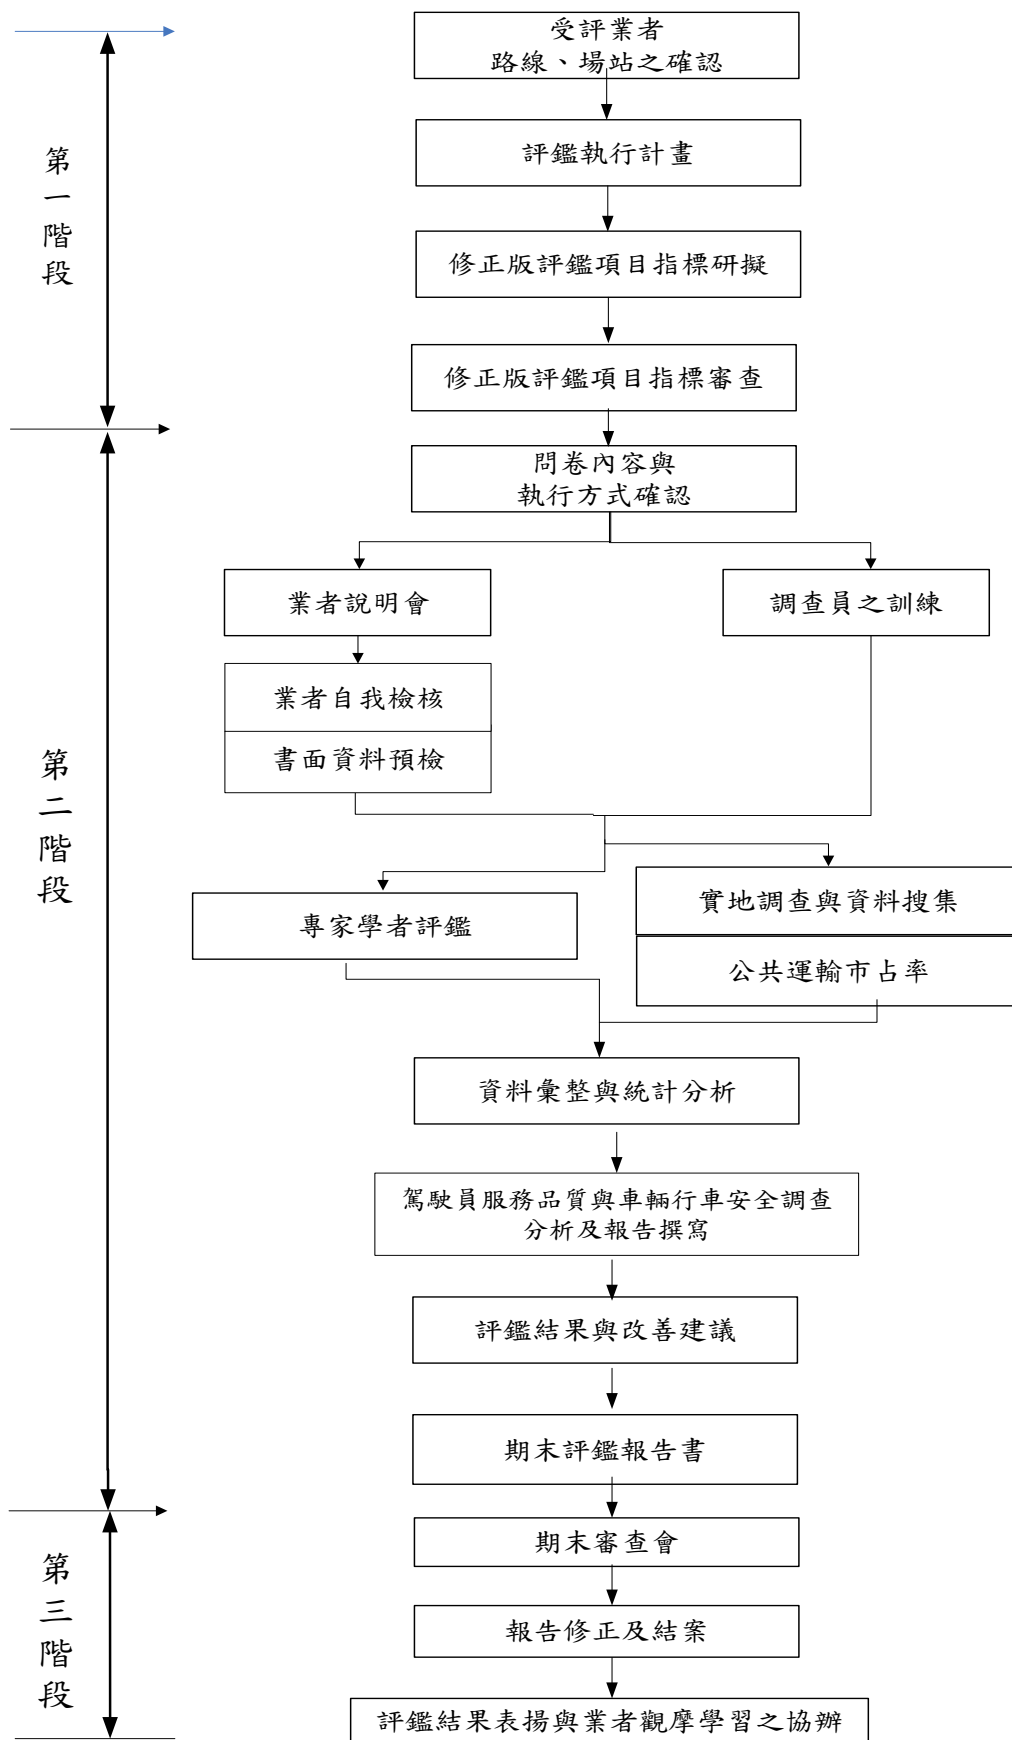 受評業者
路線、場站之確認
評鑑執行計畫
第一階段
修正版評鑑項目指標研擬
修正版評鑑項目指標審查
問卷內容與
執行方式確認
業者說明會
調查員之訓練
業者自我檢核
書面資料預檢
第二階段
專家學者評鑑
實地調查與資料搜集
公共運輸市占率
資料彙整與統計分析
駕駛員服務品質與車輛行車安全調查
分析及報告撰寫
評鑑結果與改善建議
期末評鑑報告書
期末審查會
第三階段
報告修正及結案
評鑑結果表揚與業者觀摩學習之協辦